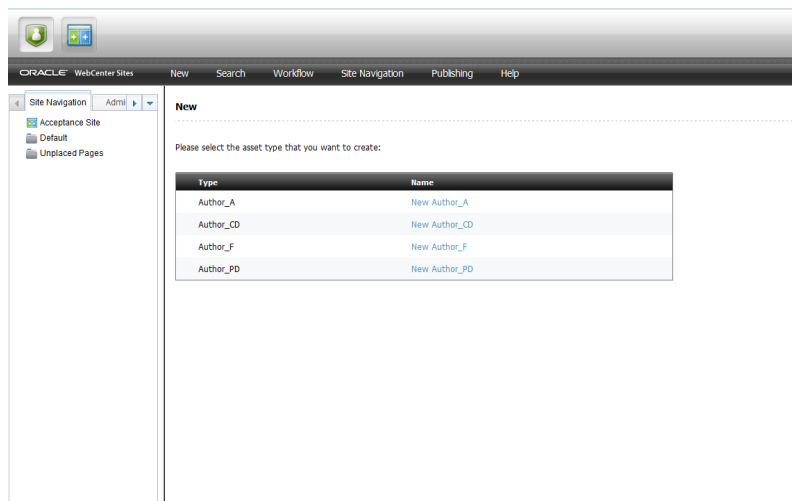 ORACLE WebCenter Sites New Search Workflow Site Navigation Publishing Help
Site Navigation Admi
Acceptance Site
Default
Unplaced Pages
New
Please select the asset type that you want to create:
Type Name
Author_A New Author_A
Author_CD New Author_CD
Author_F New Author_F
Author_PD New Author_PD